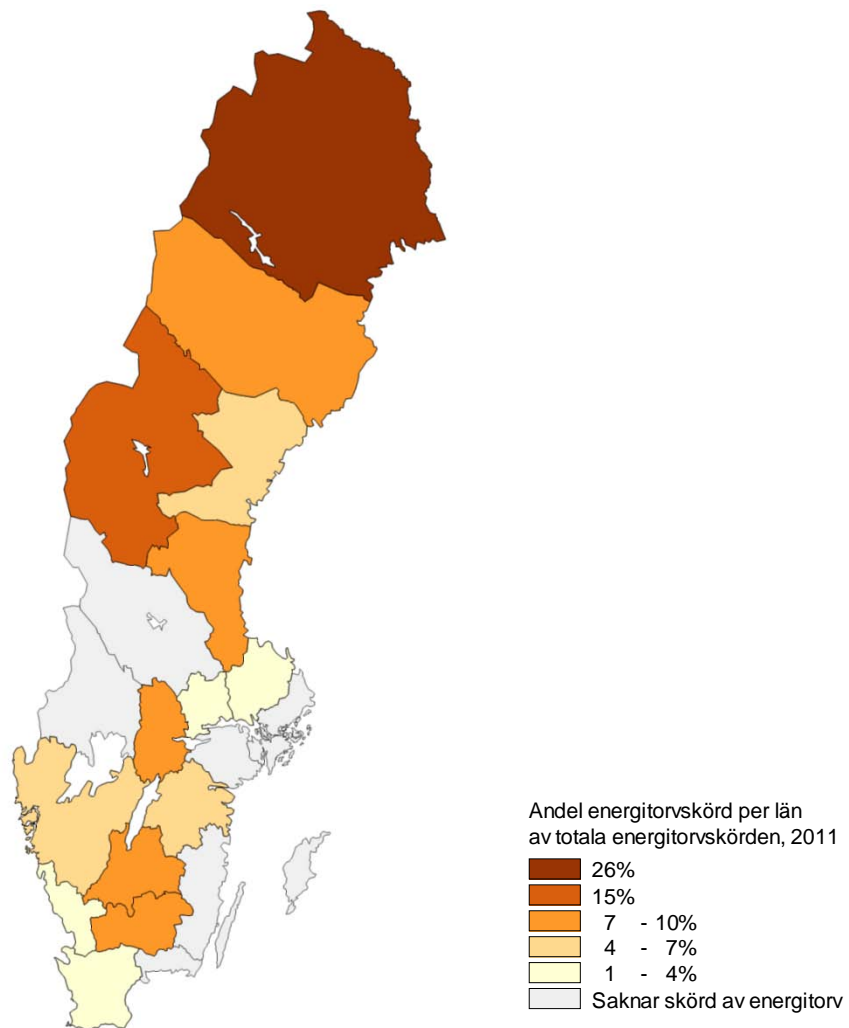 Andel energitorvskörd per län
av totala energitorvskörden, 2011
26%
15%
7 - 10%
4 - 7%
1 - 4%
Saknar skörd av energitorv